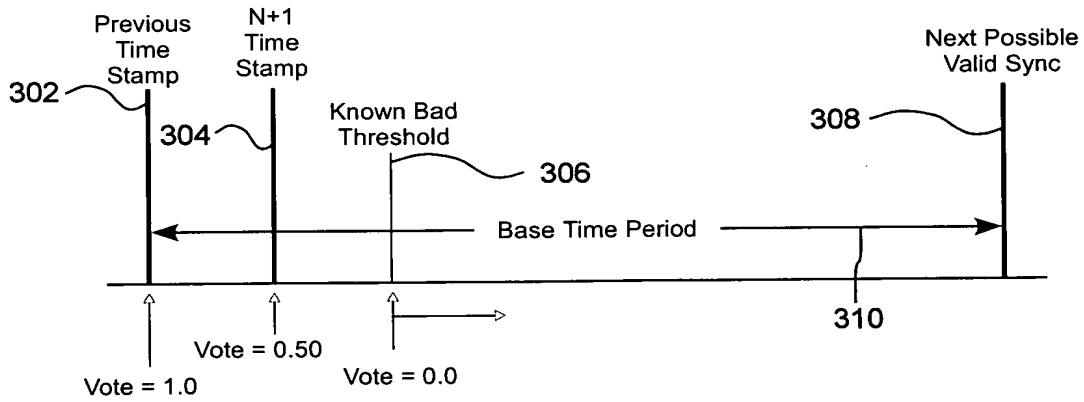 Previous
Time
Stamp
N+1
Time
Stamp
Next Possible
Valid Sync
302
304
Known Bad
Threshold
308
306
Base Time Period
310
Vote = 0.50
Vote = 1.0
Vote = 0.0